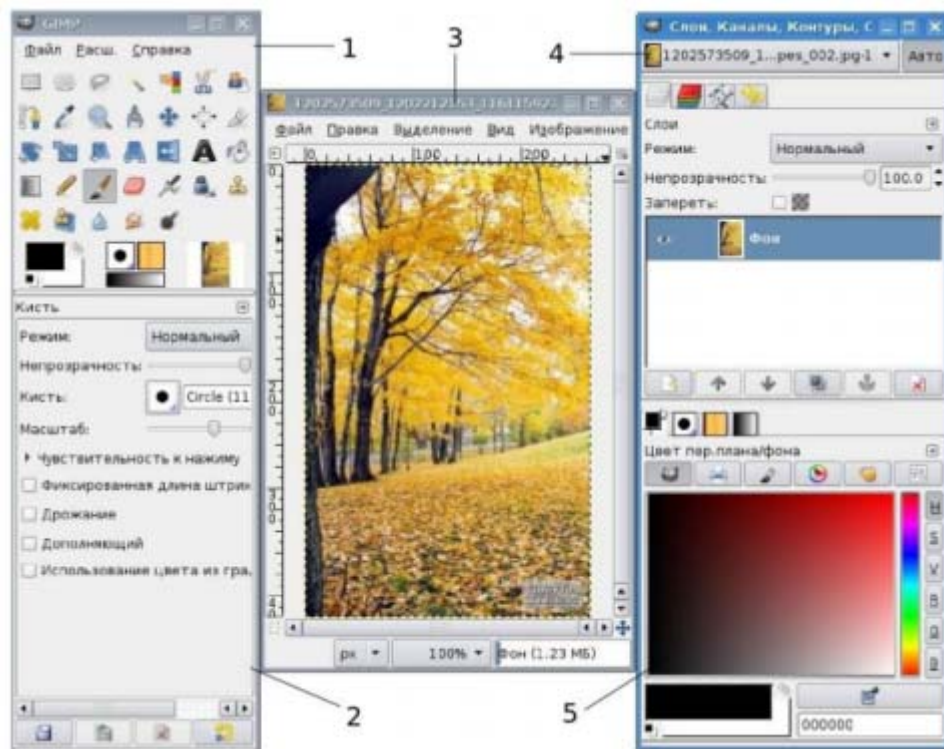 GIMP
Файл Расш. Справка
1
Кисть
Режим: Нормальный
Непрозрачность:
Кисть: Circle (11
Масштаб:
Чувствительность к нажиму
Фиксированная длина штрих
Дрожание
Дополняющий
Использование цвета из гра
2
3
Файл Правка Выделение Вид Изображение
0 100 200
px 100% Фон (1.23 МБ)
4
Слои, Каналы, Контуры, О
1202573509_1...pes_002.jpg-1 Авто
Слои
Режим: Нормальный
Непрозрачность: 100.0
Запереть:
Фон
Цвет пер.плана/фона
H
S
V
5
000000